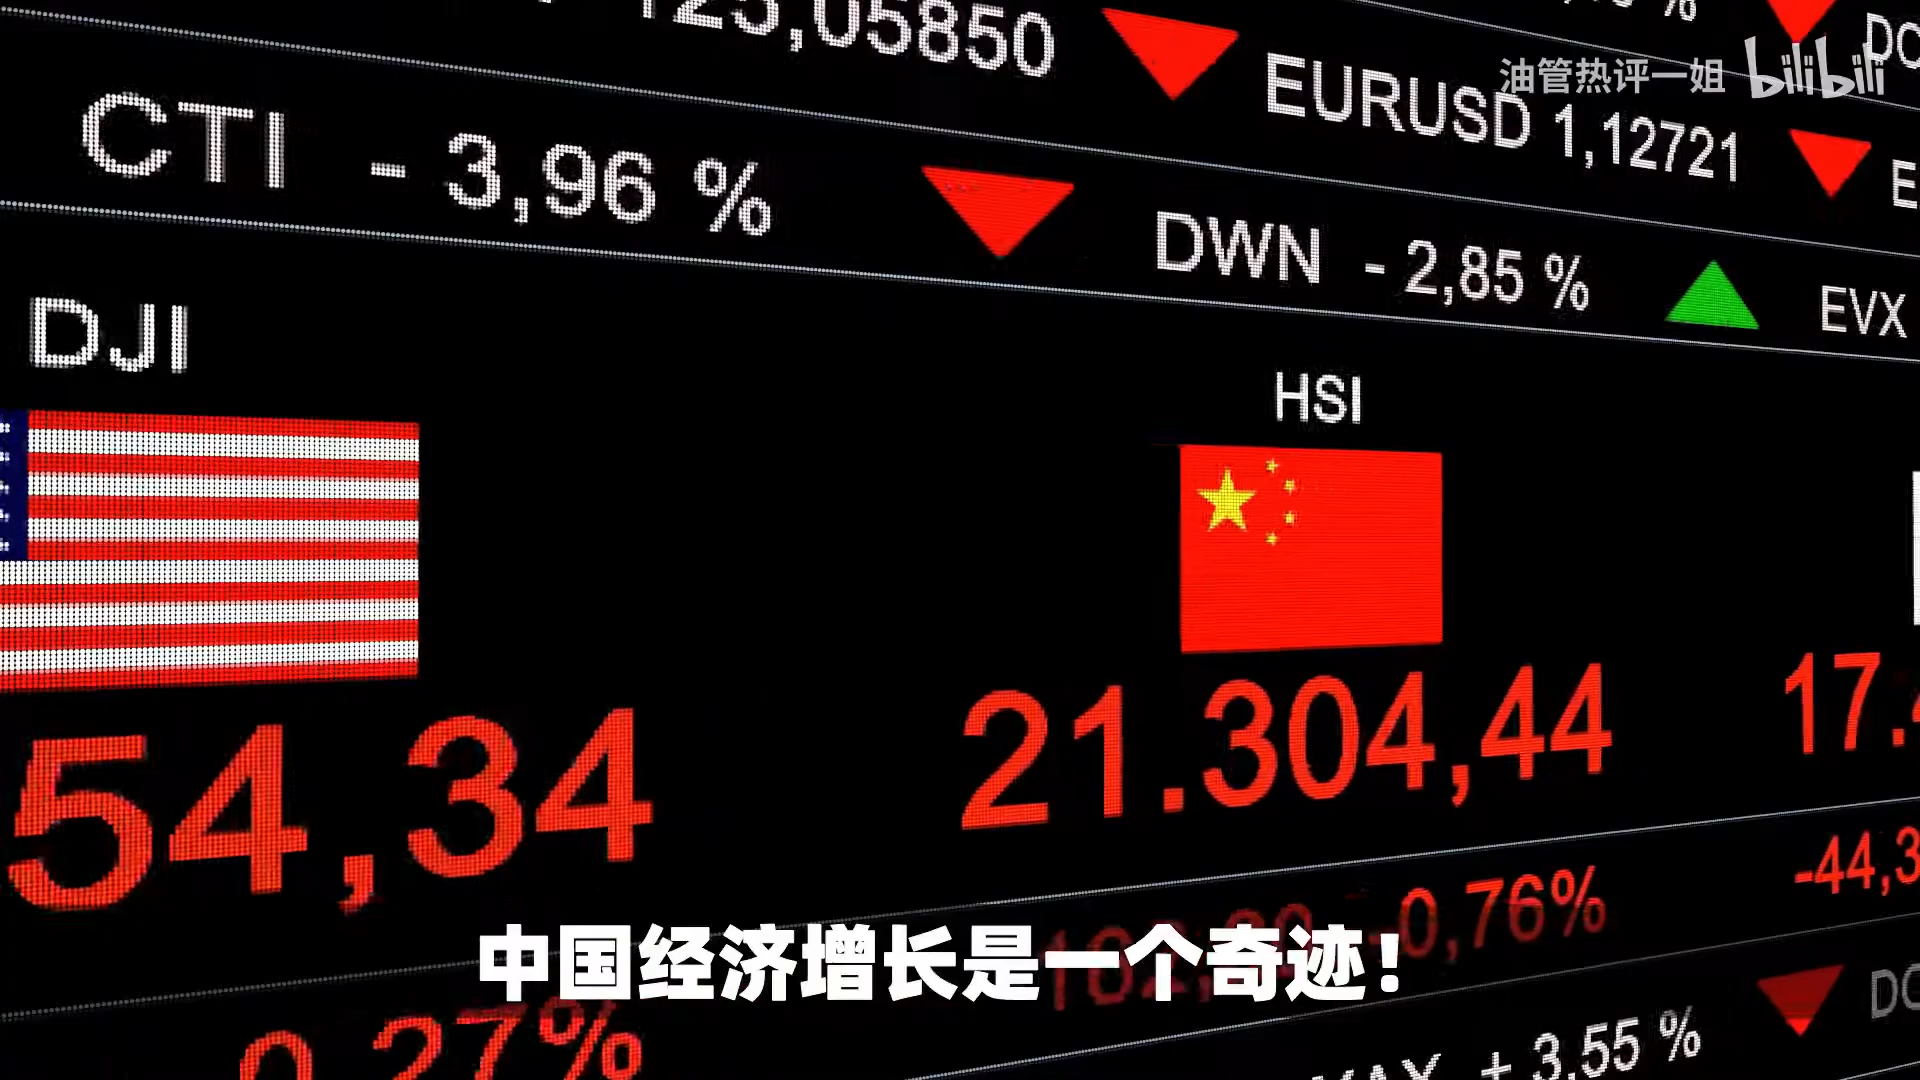 25,05850
%
油管热评一姐 bilibili
CTI - 3,96 %
EURUSD 1,12721
DWN - 2,85 %
EVX
DJI
HSI
54,34
21.304,44
17.
-0,76%
-44,3
中国经济增长是一个奇迹！
0,27%
+ 3,55 %